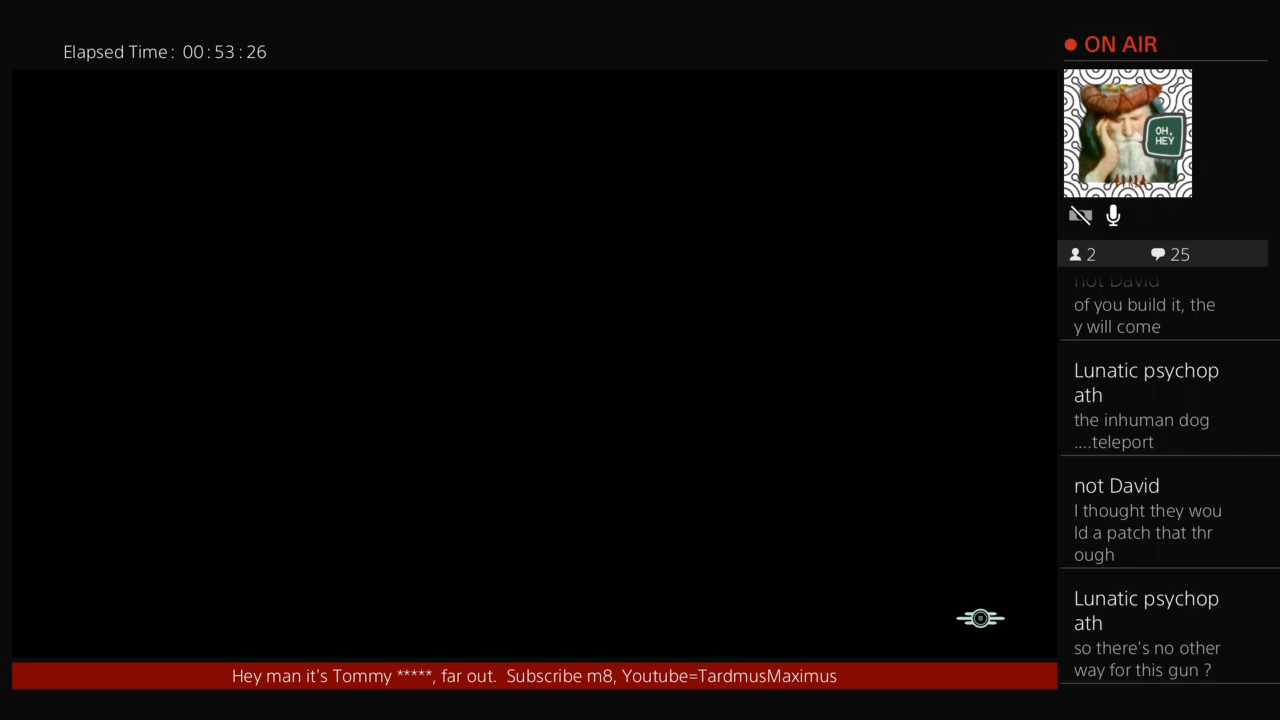 Elapsed Time: 00:53:26
ON AIR
OH,
HEY
2 25
not David
of you build it, the
y will come
Lunatic psychop
ath
the inhuman dog
....teleport
not David
I thought they wou
ld a patch that thr
ough
Lunatic psychop
ath
so there's no other
way for this gun ?
Hey man it's Tommy *****, far out. Subscribe m8, Youtube=TardmusMaximus